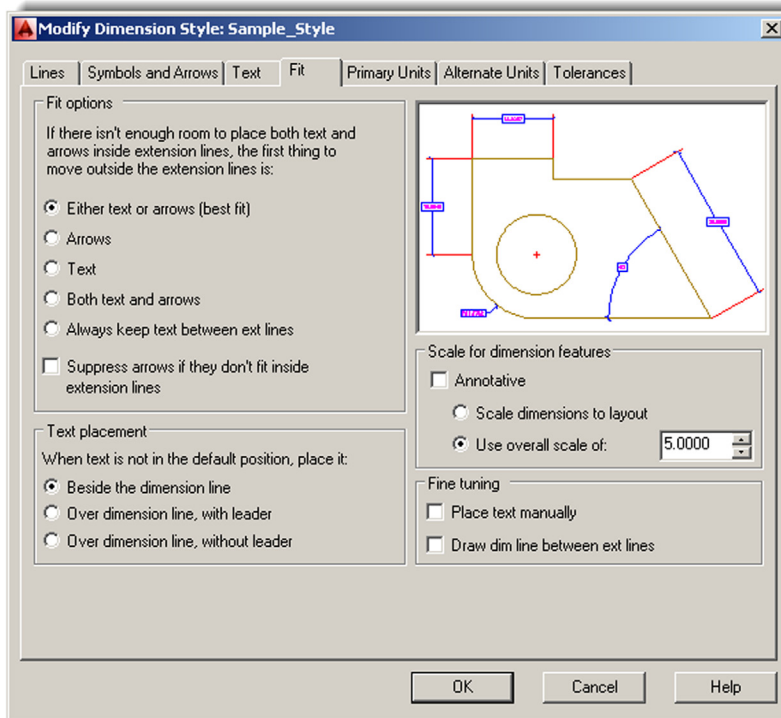 Modify Dimension Style: Sample_Style
Lines
Symbols and Arrows
Text
Fit
Primary Units
Alternate Units
Tolerances
Fit options
If there isn't enough room to place both text and
arrows inside extension lines, the first thing to
move outside the extension lines is:
Either text or arrows (best fit)
Arrows
Text
Both text and arrows
Always keep text between ext lines
Suppress arrows if they don't fit inside
extension lines
Text placement
When text is not in the default position, place it:
Beside the dimension line
Over dimension line, with leader
Over dimension line, without leader
Scale for dimension features
Annotative
Scale dimensions to layout
Use overall scale of:
5.0000
Fine tuning
Place text manually
Draw dim line between ext lines
OK
Cancel
Help